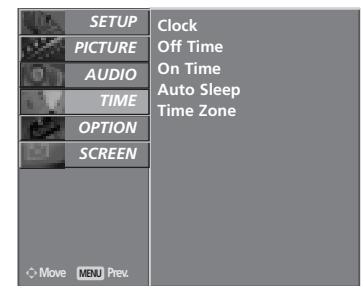 SETUP
PICTURE
AUDIO
TIME
OPTION
SCREEN
Clock
Off Time
On Time
Auto Sleep
Time Zone
Move MENU Prev.